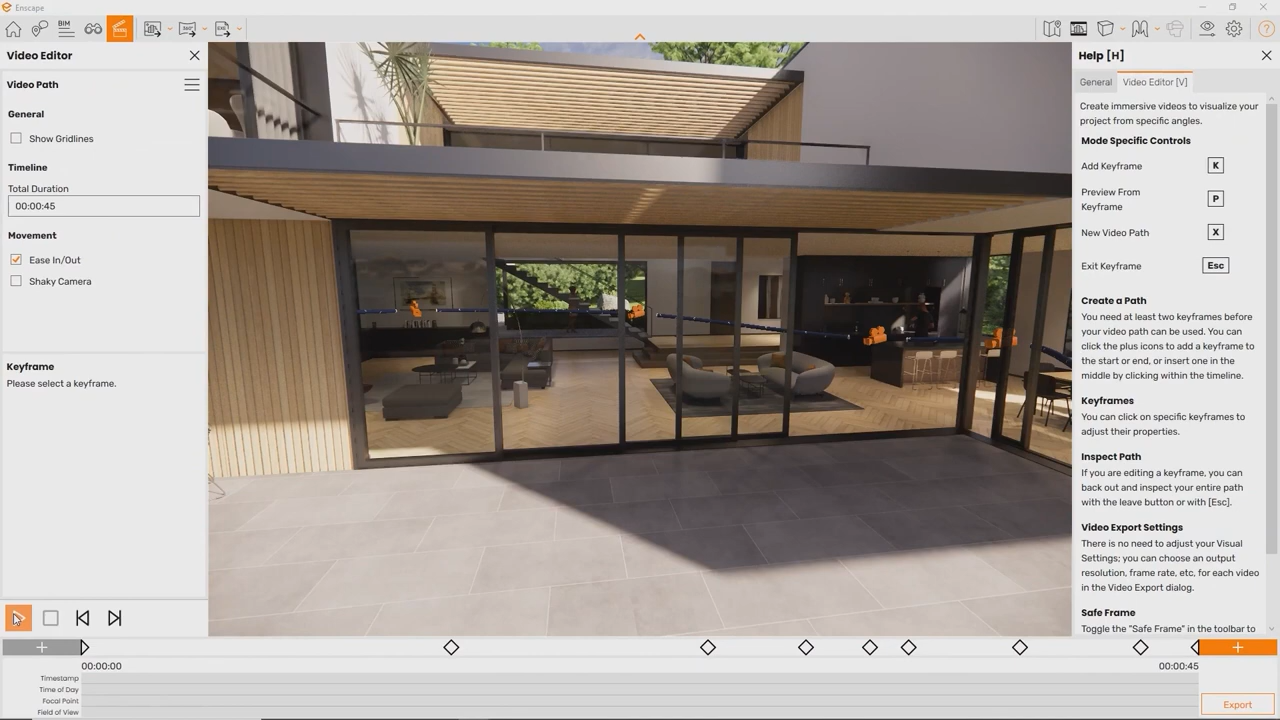 Enscape
BIM
360°
EXE
Video Editor
Video Path
General
Show Gridlines
Timeline
Total Duration
00:00:45
Movement
Ease In/Out
Shaky Camera
Keyframe
Please select a keyframe.
Help [H]
General
Video Editor [V]
Create immersive videos to visualize your
project from specific angles.
Mode Specific Controls
Add Keyframe K
Preview From
Keyframe P
New Video Path X
Exit Keyframe Esc
Create a Path
You need at least two keyframes before
your video path can be used. You can
click the plus icons to add a keyframe to
the start or end, or insert one in the
middle by clicking within the timeline.
Keyframes
You can click on specific keyframes to
adjust their properties.
Inspect Path
If you are editing a keyframe, you can
back out and inspect your entire path
with the leave button or with [Esc].
Video Export Settings
There is no need to adjust your Visual
Settings; you can choose an output
resolution, frame rate, etc, for each video
in the Video Export dialog.
Safe Frame
Toggle the "Safe Frame" in the toolbar to
00:00:00
00:00:45
Timestamp
Time of Day
Focal Point
Field of View
Export